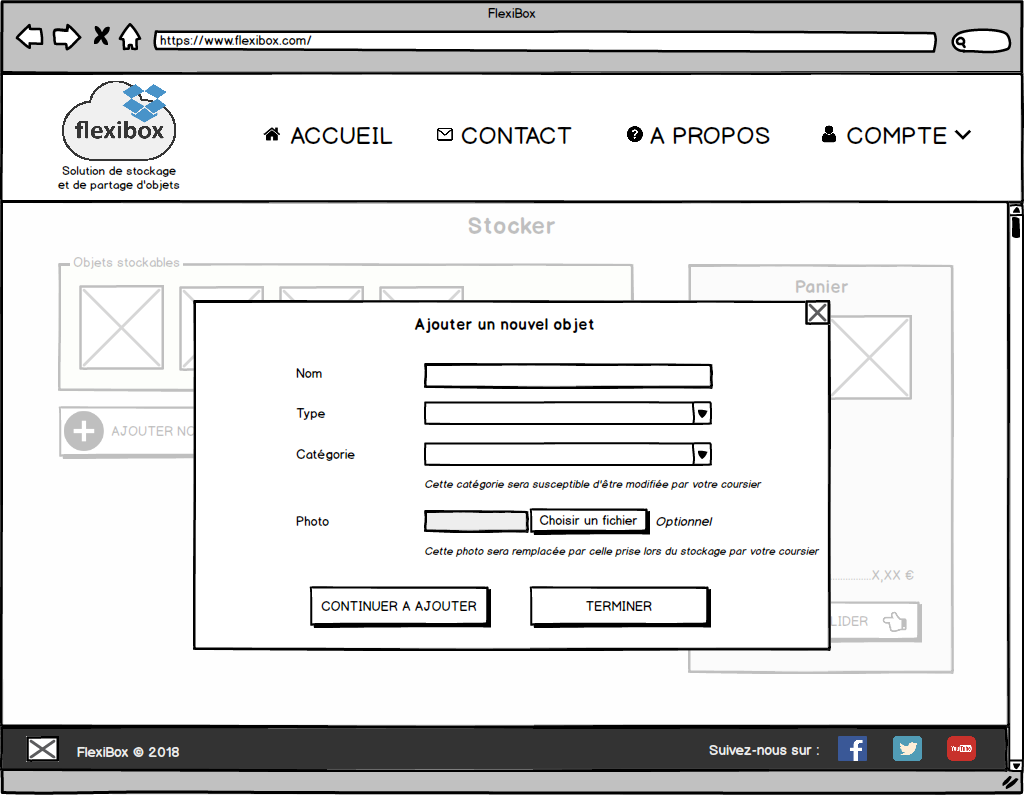 FlexiBox
https://www.flexibox.com/
flexibox
Solution de stockage
et de partage d'objets
ACCUEIL
CONTACT
A PROPOS
COMPTE
Stocker
Objets stockables
Panier
Ajouter un nouvel objet
Nom
Type
Catégorie
Cette catégorie sera susceptible d'être modifiée par votre coursier
Photo
Choisir un fichier
Optionnel
Cette photo sera remplacée par celle prise lors du stockage par votre coursier
CONTINUER A AJOUTER
TERMINER
AJOUTER NO
X,XX €
LIDER
FlexiBox © 2018
Suivez-nous sur :
YouTube